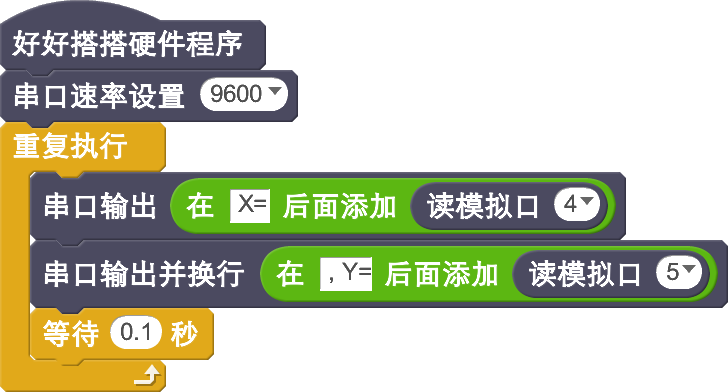 好好搭搭硬件程序
串口速率设置 9600
重复执行
串口输出 在 X= 后面添加 读模拟口 4
串口输出并换行 在 ,Y= 后面添加 读模拟口 5
等待 0.1 秒